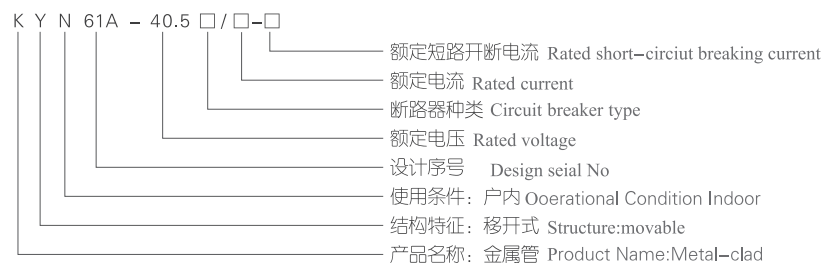 K Y N 61A – 40.5 □/□-□
额定短路开断电流 Rated short–circiut breaking current
额定电流 Rated current
断路器种类 Circuit breaker type
额定电压 Rated voltage
设计序号 Design seial No
使用条件：户内 Ooerational Condition Indoor
结构特征：移开式 Structure:movable
产品名称：金属管 Product Name:Metal–clad